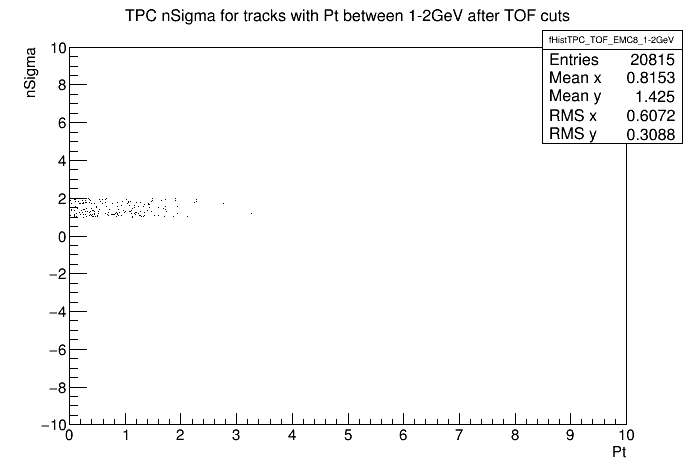 TPC nSigma for tracks with Pt between 1-2GeV after TOF cuts
fHistTPC_TOF_EMC8_1-2GeV
Entries 20815
Mean x 0.8153
Mean y 1.425
RMS x 0.6072
RMS y 0.3088
nSigma
10
8
6
4
2
0
−2
−4
−6
−8
−10
0 1 2 3 4 5 6 7 8 9 10
Pt